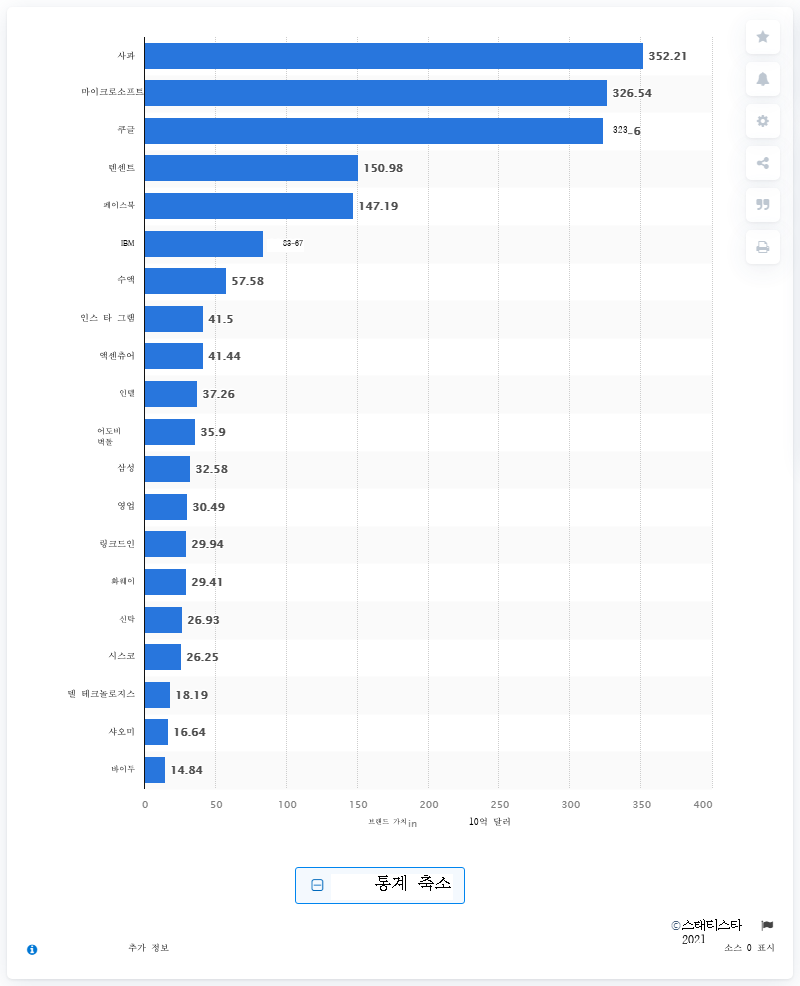 사과 352.21
마이크로소프트 326.54
쿠글 323.6
텐센트 150.98
페이스북 147.19
IBM 83-67
수액 57.58
인스 타 그램 41.5
액센츄어 41.44
인텔 37.26
어도비 35.9
벽돌
삼성 32.58
영업 30.49
링크드인 29.94
화웨이 29.41
신탁 26.93
시스코 26.25
델 테크놀로지스 18.19
샤오미 16.64
바이두 14.84
0 50 100 150 200 250 300 350 400
브랜드 가치in 10억 달러
통계 축소
©스태티스타
2021
추가 정보 소스 0 표시